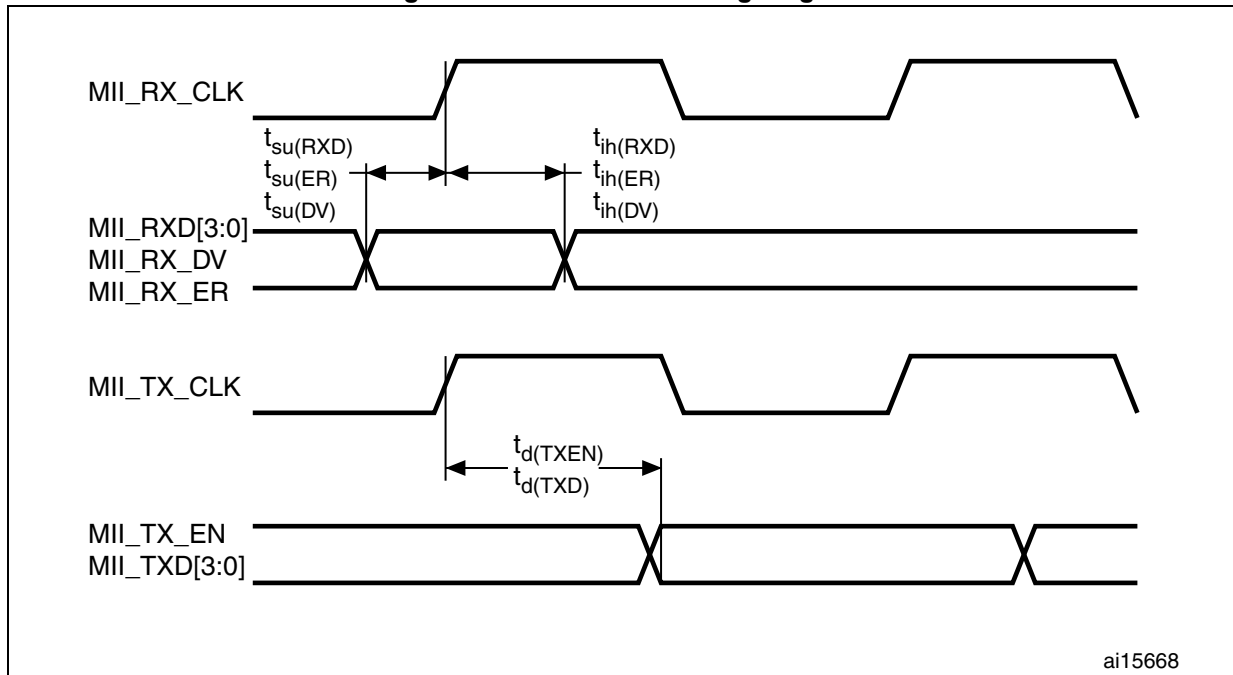 MII_RX_CLK
tsu(RXD)
tsu(ER)
tsu(DV)
tih(RXD)
tih(ER)
tih(DV)
MII_RXD[3:0]
MII_RX_DV
MII_RX_ER
MII_TX_CLK
td(TXEN)
td(TXD)
MII_TX_EN
MII_TXD[3:0]
ai15668